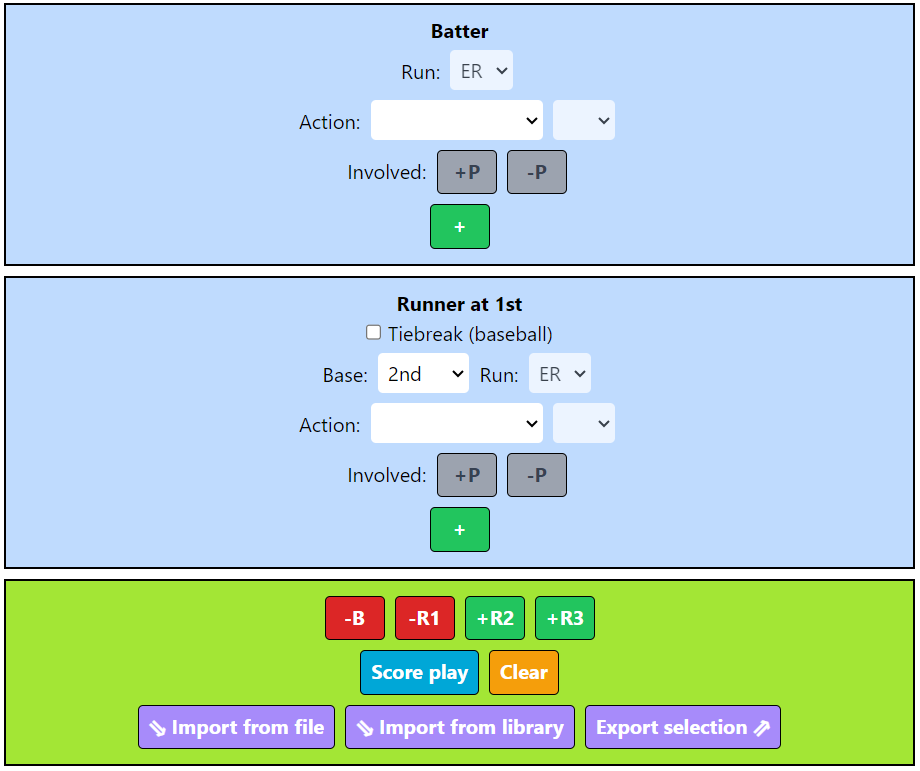 Batter
Run: ER
Action:
Involved: +P -P
+
Runner at 1st
Tiebreak (baseball)
Base: 2nd Run: ER
Action:
Involved: +P -P
+
-B -R1 +R2 +R3
Score play Clear
⇘ Import from file ⇘ Import from library Export selection ⇗